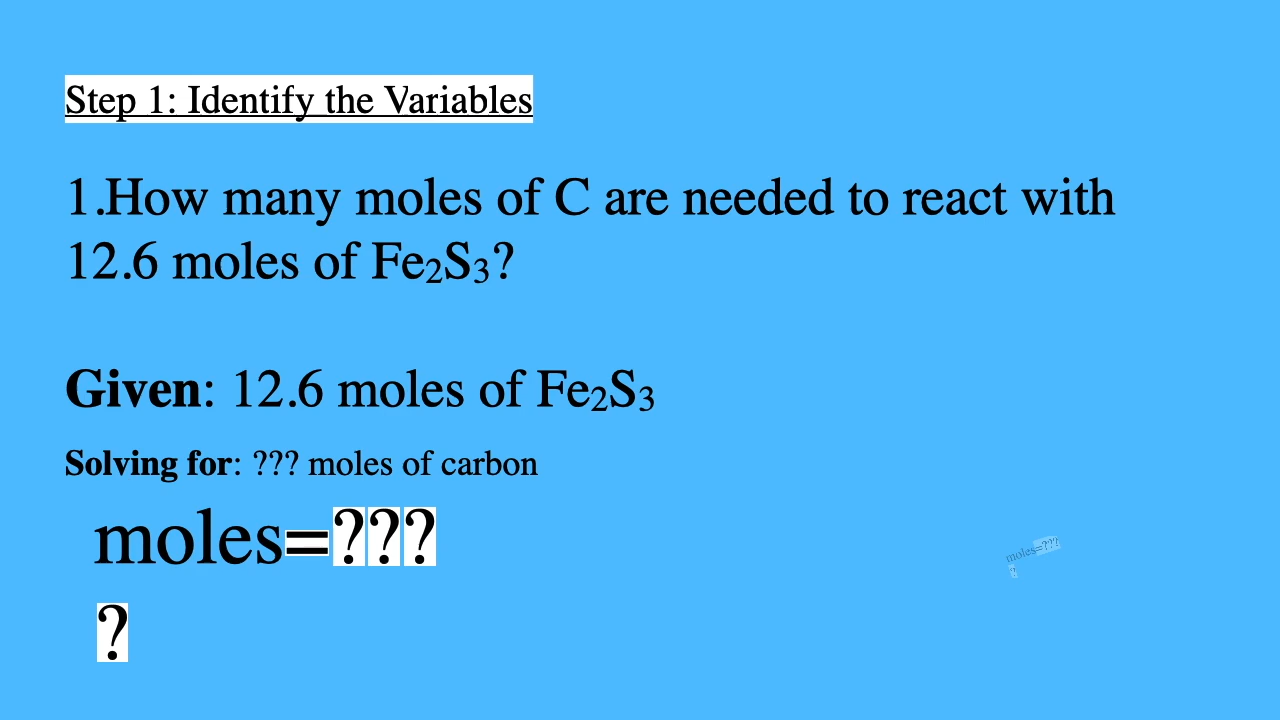 Step 1: Identify the Variables
1.How many moles of C are needed to react with
12.6 moles of Fe₂S₃?
Given: 12.6 moles of Fe₂S₃
Solving for: ??? moles of carbon
moles=???
?
moles=???
?